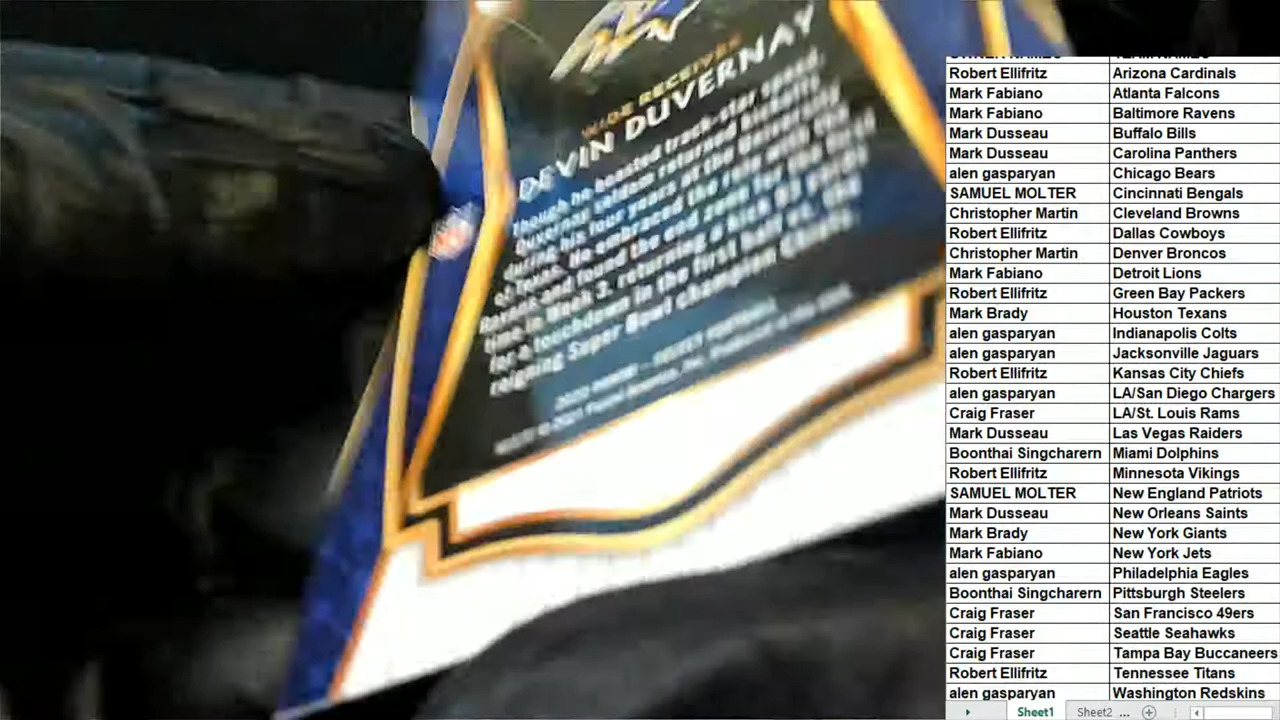 WIDE RECEIVER
DEVIN DUVERNAY
Though he boasted track-star speed,
Duvernay seldom returned kickoffs
during his four years at the University
of Texas. He embraced the role with the
Ravens and found the end zone for the first
time in Week 3, returning a kick 93 yards
for a touchdown in the first half vs. the
reigning Super Bowl champion Chiefs.
OWNER NAMES TEAM NAMES
Robert Ellifritz Arizona Cardinals
Mark Fabiano Atlanta Falcons
Mark Fabiano Baltimore Ravens
Mark Dusseau Buffalo Bills
Mark Dusseau Carolina Panthers
alen gasparyan Chicago Bears
SAMUEL MOLTER Cincinnati Bengals
Christopher Martin Cleveland Browns
Robert Ellifritz Dallas Cowboys
Christopher Martin Denver Broncos
Mark Fabiano Detroit Lions
Robert Ellifritz Green Bay Packers
Mark Brady Houston Texans
alen gasparyan Indianapolis Colts
alen gasparyan Jacksonville Jaguars
Robert Ellifritz Kansas City Chiefs
alen gasparyan LA/San Diego Chargers
Craig Fraser LA/St. Louis Rams
Mark Dusseau Las Vegas Raiders
Boonthai Singcharern Miami Dolphins
Robert Ellifritz Minnesota Vikings
SAMUEL MOLTER New England Patriots
Mark Dusseau New Orleans Saints
Mark Brady New York Giants
Mark Fabiano New York Jets
alen gasparyan Philadelphia Eagles
Boonthai Singcharern Pittsburgh Steelers
Craig Fraser San Francisco 49ers
Craig Fraser Seattle Seahawks
Craig Fraser Tampa Bay Buccaneers
Robert Ellifritz Tennessee Titans
alen gasparyan Washington Redskins
Sheet1 Sheet2 ...